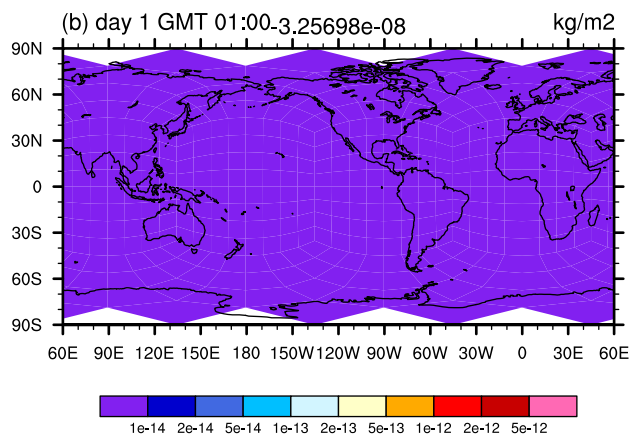 (b) day 1 GMT 01:00 -3.25698e-08 kg/m2
90N
60N
30N
0
30S
60S
90S
60E 90E 120E 150E 180 150W 120W 90W 60W 30W 0 30E 60E
1e-14 2e-14 5e-14 1e-13 2e-13 5e-13 1e-12 2e-12 5e-12